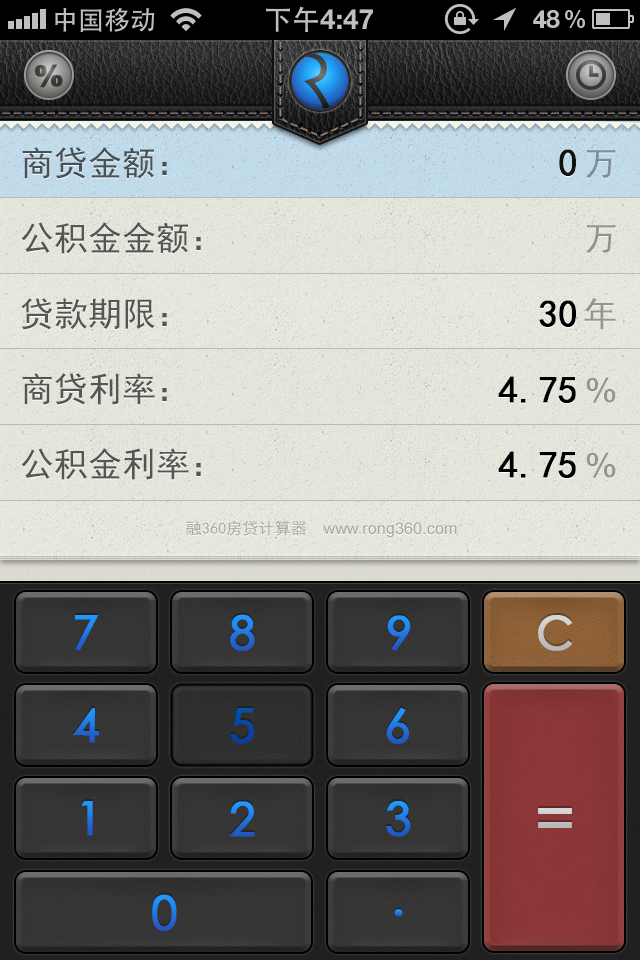 中国移动 下午4:47 48%
%
商贷金额: 0万
公积金金额: 万
贷款期限: 30年
商贷利率: 4.75%
公积金利率: 4.75%
融360房贷计算器 www.rong360.com
7 8 9 C
4 5 6
1 2 3 =
0 ·